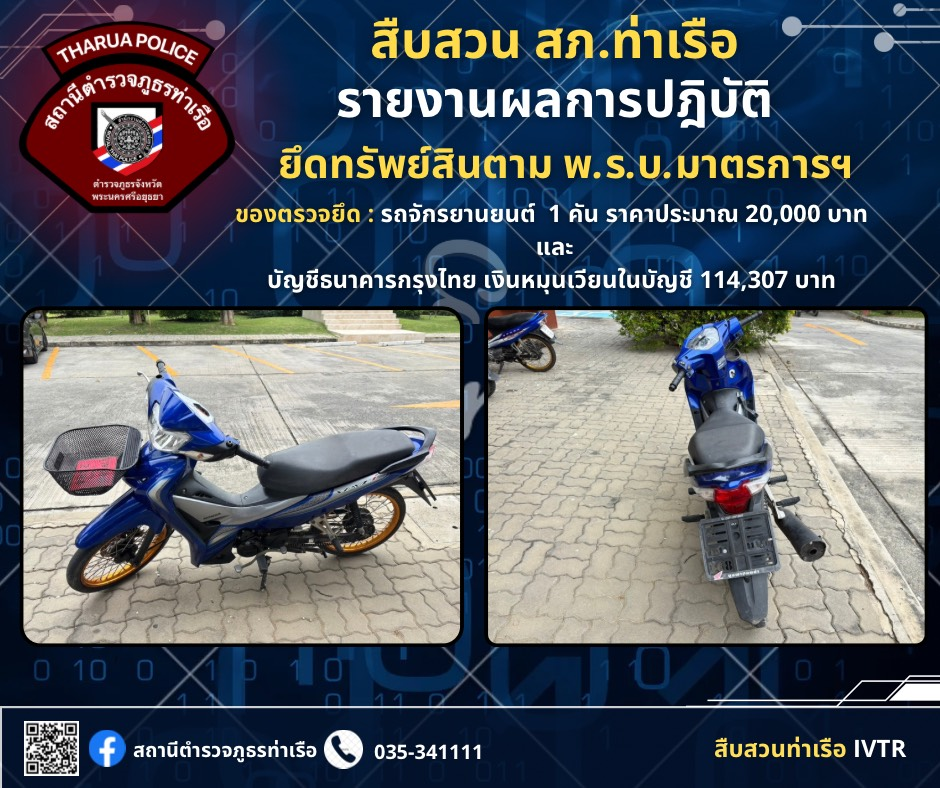 THARUA POLICE
สถานีตำรวจภูธรท่าเรือ
ตำรวจภูธรจังหวัด
พระนครศรีอยุธยา
สืบสวน สภ.ท่าเรือ
รายงานผลการปฎิบัติ
ยึดทรัพย์สินตาม พ.ร.บ.มาตรการฯ
ของตรวจยึด : รถจักรยานยนต์ 1 คัน ราคาประมาณ 20,000 บาท
และ
บัญชีธนาคารกรุงไทย เงินหมุนเวียนในบัญชี 114,307 บาท
สถานีตำรวจภูธรท่าเรือ
035-341111
สืบสวนท่าเรือ IVTR